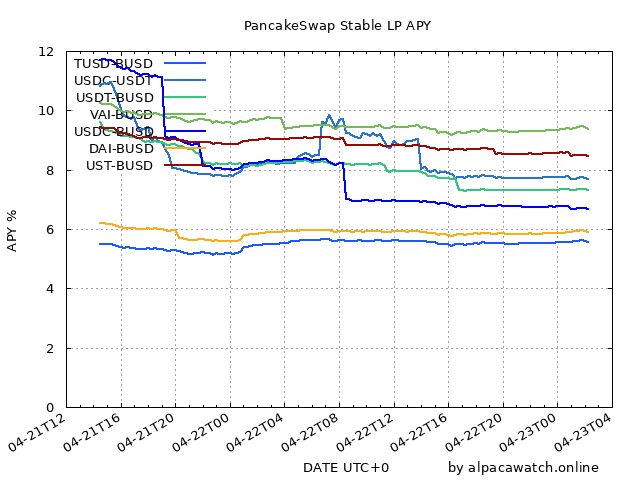 PancakeSwap Stable LP APY
12
10
8
6
4
2
0
APY %
TUSD-BUSD
USDC-USDT
USDT-BUSD
VAI-BUSD
USDC-BUSD
DAI-BUSD
UST-BUSD
04-21T12
04-21T16
04-21T20
04-22T00
04-22T04
04-22T08
04-22T12
04-22T16
04-22T20
04-23T00
04-23T04
DATE UTC+0
by alpacawatch.online